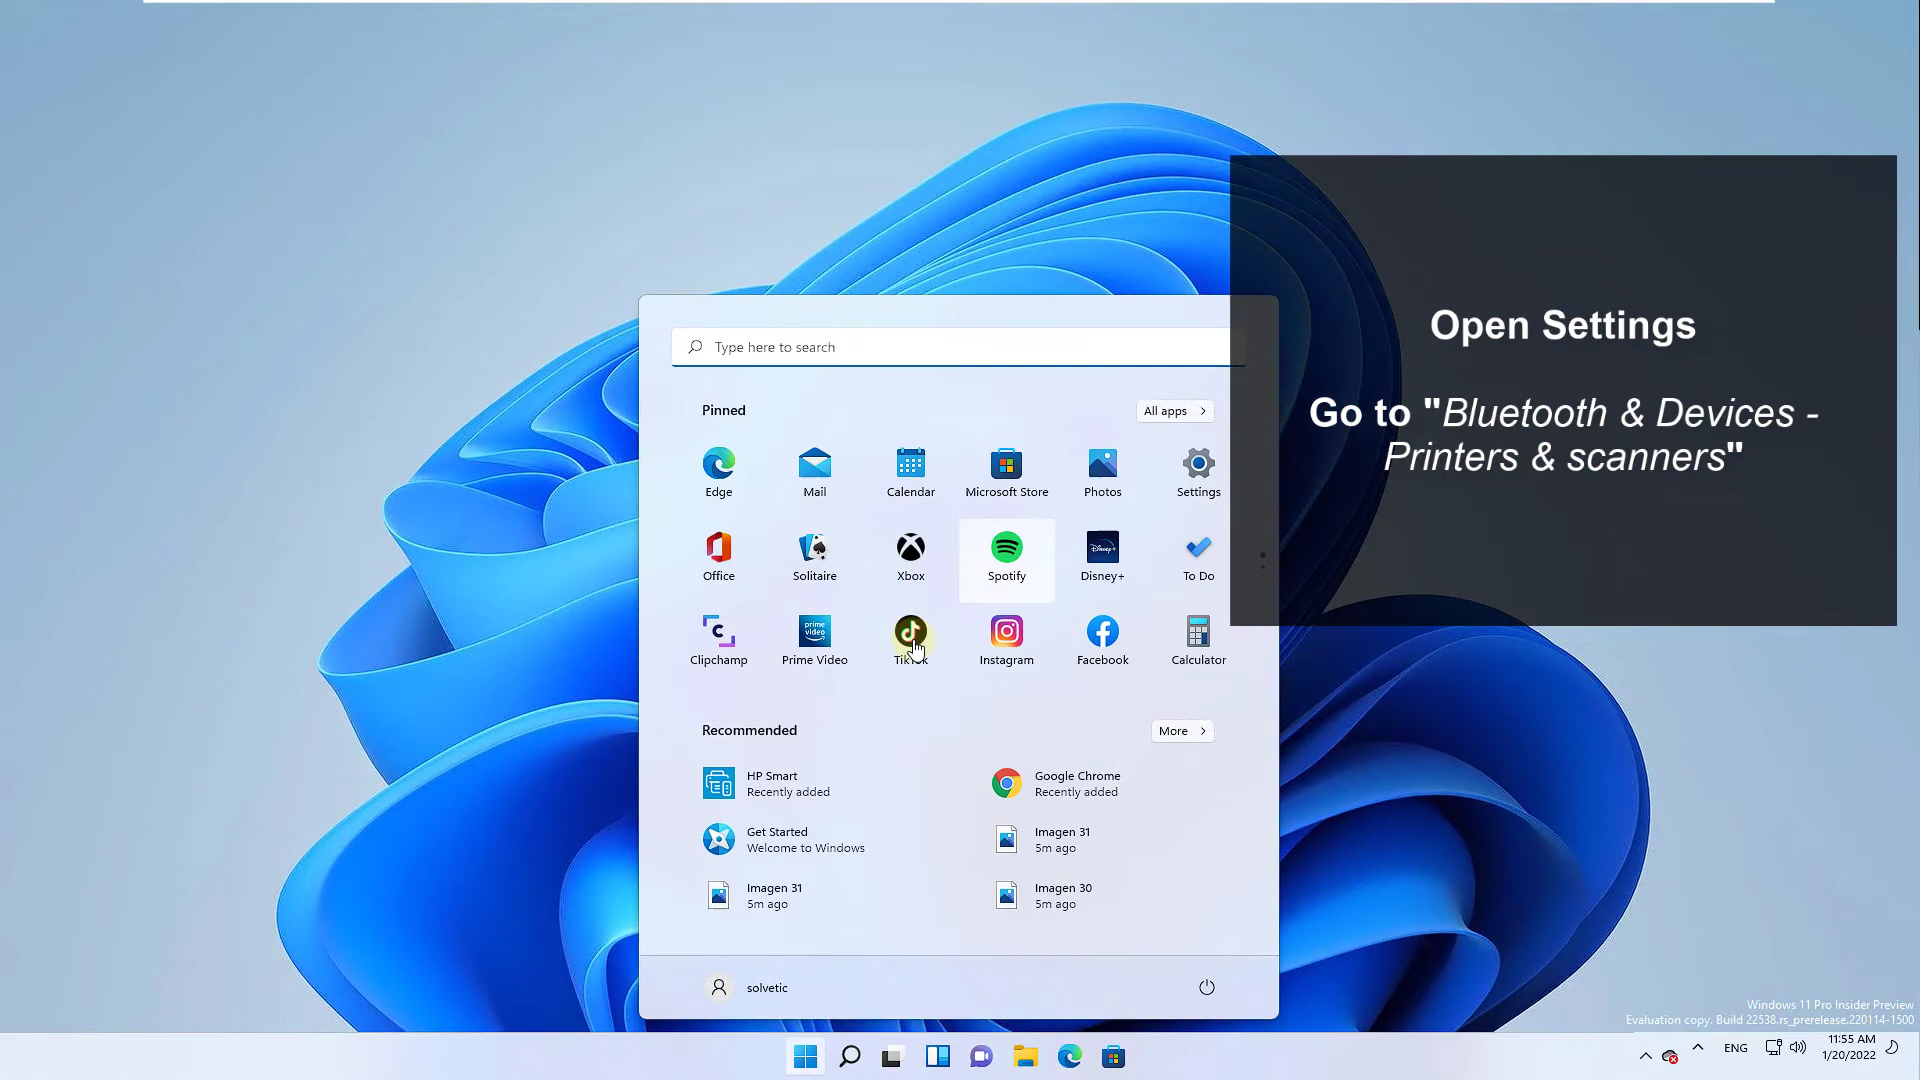 Open Settings
Go to "Bluetooth & Devices -
Printers & scanners"
Type here to search
Pinned
All apps
Edge
Mail
Calendar
Microsoft Store
Photos
Settings
Office
Solitaire
Xbox
Spotify
Disney+
Disney+
To Do
C
prime
video
Clipchamp
Prime Video
TikTok
Instagram
Facebook
Calculator
Recommended
More
HP Smart
Recently added
Google Chrome
Recently added
Get Started
Welcome to Windows
Imagen 31
5m ago
Imagen 31
5m ago
Imagen 30
5m ago
solvetic
Windows 11 Pro Insider Preview
Evaluation copy. Build 22538.rs_prerelease.220114-1500
ENG
11:55 AM
1/20/2022